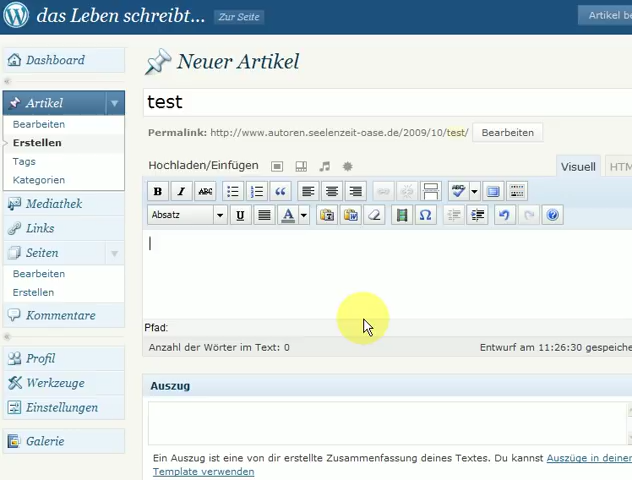 das Leben schreibt... Zur Seite
Artikel be
Dashboard
Neuer Artikel
Artikel
test
Bearbeiten
Erstellen
Tags
Kategorien
Permalink: http://www.autoren.seelenzeit-oase.de/2009/10/test/ Bearbeiten
Hochladen/Einfügen
Visuell HTM
B I ABC ABC
Absatz U A
Mediathek
Links
Seiten
Bearbeiten
Erstellen
Kommentare
Pfad:
Anzahl der Wörter im Text: 0 Entwurf am 11:26:30 gespeiche
Profil
Werkzeuge
Einstellungen
Galerie
Auszug
Ein Auszug ist eine von dir erstellte Zusammenfassung deines Textes. Du kannst Auszüge in deinem
Template verwenden